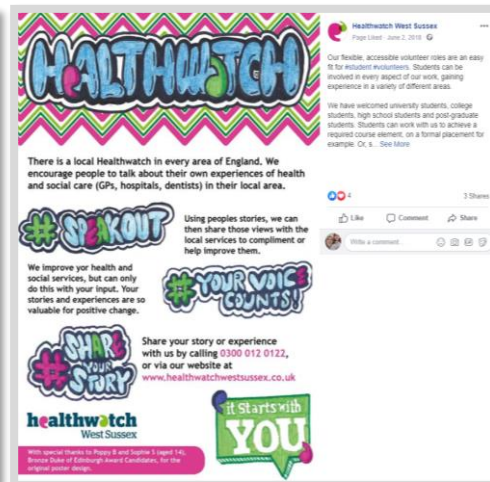 HEALTHWATCH
There is a local Healthwatch in every area of England. We
encourage people to talk about their own experiences of health
and social care (GPs, hospitals, dentists) in their local area.
# SPEAKOUT
Using peoples stories, we can
then share those views with the
local services to compliment or
help improve them.
We improve yor health and
social services, but can only
do this with your input. Your
stories and experiences are so
valuable for positive change.
# YOUR VOICE
COUNTS!
# SHARE
YOUR
STORY
Share your story or experience
with us by calling 0300 012 0122,
or via our website at
www.healthwatchwestsussex.co.uk
healthwatch
West Sussex
With special thanks to Poppy B and Sophie S (aged 14),
Bronze Duke of Edinburgh Award Candidates, for the
original poster design.
it starts with
YOU
Healthwatch West Sussex
Page Liked · June 2, 2018
Our flexible, accessible volunteer roles are an easy
fit for #student #volunteers. Students can be
involved in every aspect of our work, gaining
experience in a variety of different areas.
We have welcomed university students, college
students, high school students and post-graduate
students. Students can work with us to achieve a
required course element, on a formal placement for
example. Or, s... See More
4
3 Shares
Like
Comment
Share
Write a comment...